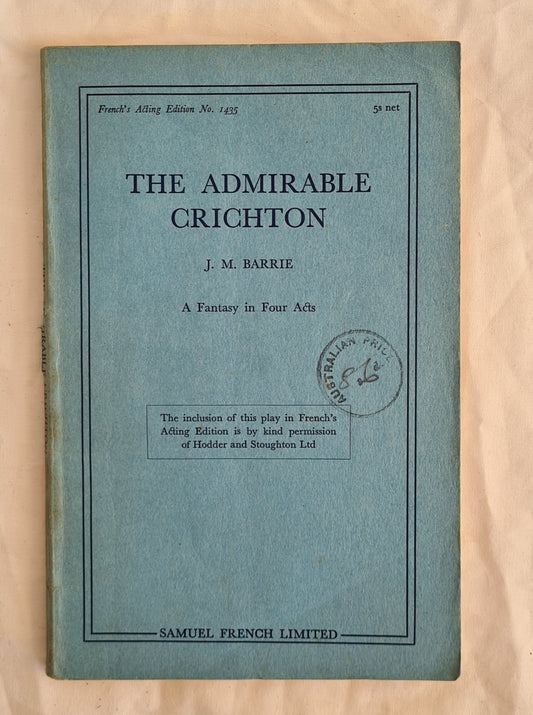 French's Acting Edition No. 1435
5s net
THE ADMIRABLE
CRICHTON
J. M. BARRIE
A Fantasy in Four Acts
AUSTRALIAN PRICE
The inclusion of this play in French's
Acting Edition is by kind permission
of Hodder and Stoughton Ltd
SAMUEL FRENCH LIMITED